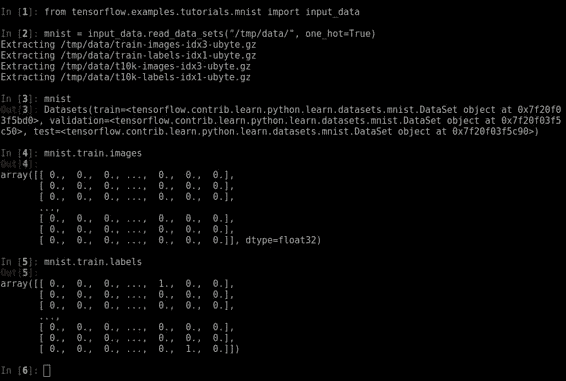 In [1]: from tensorflow.examples.tutorials.mnist import input_data
In [2]: mnist = input_data.read_data_sets("/tmp/data/", one_hot=True)
Extracting /tmp/data/train-images-idx3-ubyte.gz
Extracting /tmp/data/train-labels-idx1-ubyte.gz
Extracting /tmp/data/t10k-images-idx3-ubyte.gz
Extracting /tmp/data/t10k-labels-idx1-ubyte.gz
In [3]: mnist
Out[3]: Datasets(train=<tensorflow.contrib.learn.python.learn.datasets.mnist.DataSet object at 0x7f20f0
3f5bd0>, validation=<tensorflow.contrib.learn.python.learn.datasets.mnist.DataSet object at 0x7f20f03f5
c50>, test=<tensorflow.contrib.learn.python.learn.datasets.mnist.DataSet object at 0x7f20f03f5c90>)
In [4]: mnist.train.images
Out[4]:
array([[ 0.,  0.,  0., ...,  0.,  0.,  0.],
       [ 0.,  0.,  0., ...,  0.,  0.,  0.],
       [ 0.,  0.,  0., ...,  0.,  0.,  0.],
       ...,
       [ 0.,  0.,  0., ...,  0.,  0.,  0.],
       [ 0.,  0.,  0., ...,  0.,  0.,  0.],
       [ 0.,  0.,  0., ...,  0.,  0.,  0.]], dtype=float32)
In [5]: mnist.train.labels
Out[5]:
array([[ 0.,  0.,  0., ...,  1.,  0.,  0.],
       [ 0.,  0.,  0., ...,  0.,  0.,  0.],
       [ 0.,  0.,  0., ...,  0.,  0.,  0.],
       ...,
       [ 0.,  0.,  0., ...,  0.,  0.,  0.],
       [ 0.,  0.,  0., ...,  0.,  0.,  0.],
       [ 0.,  0.,  0., ...,  0.,  1.,  0.]])
In [6]: